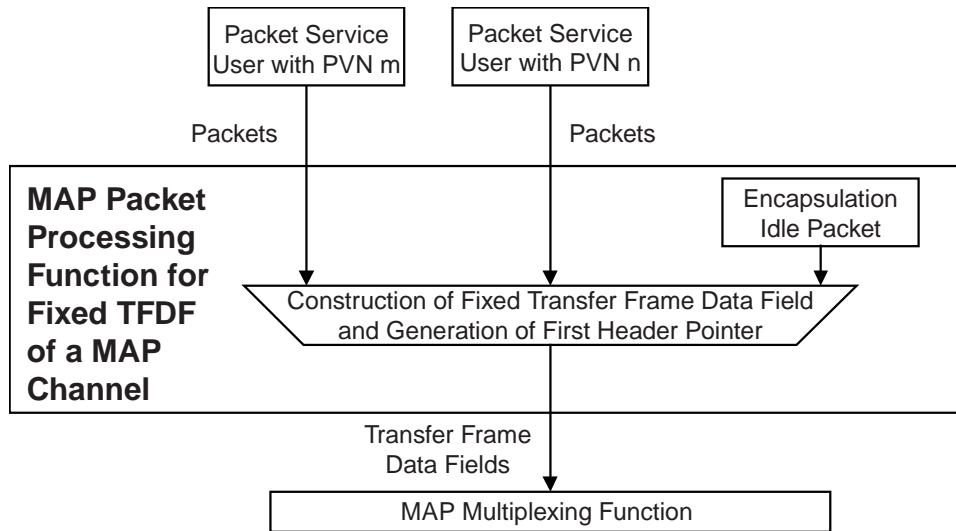 Packet Service
User with PVN m
Packet Service
User with PVN n
Packets
Packets
MAP Packet
Processing
Function for
Fixed TFDF
of a MAP
Channel
Encapsulation
Idle Packet
Construction of Fixed Transfer Frame Data Field
and Generation of First Header Pointer
Transfer Frame
Data Fields
MAP Multiplexing Function